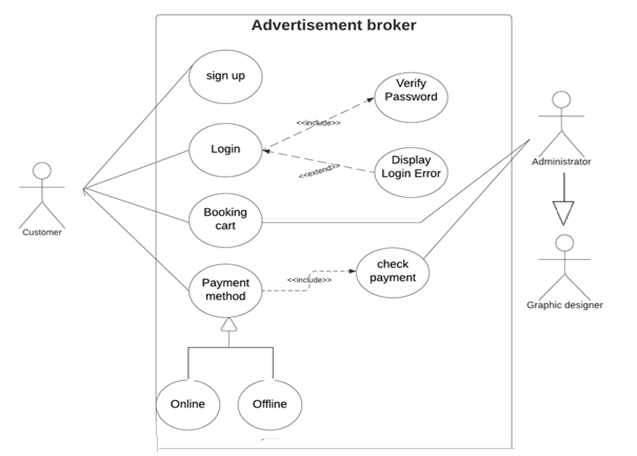 Advertisement broker
sign up
Verify
Password
<<include>>
Login
Display
Login Error
<<extend>>
Administrator
Customer
Booking
cart
check
payment
Payment
method
<<include>>
Graphic designer
Online
Offline